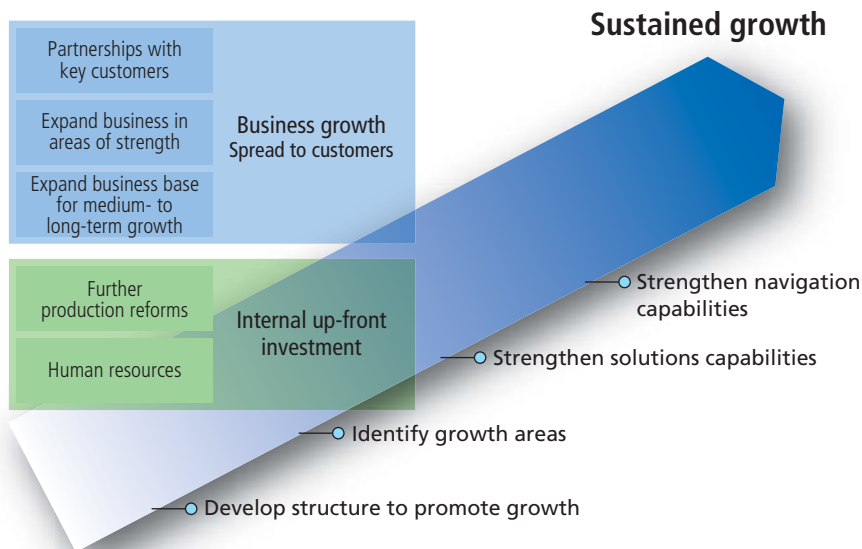 Sustained growth
Partnerships with
key customers
Expand business in
areas of strength
Expand business base
for medium- to
long-term growth
Business growth
Spread to customers
Further
production reforms
Human resources
Internal up-front
investment
Strengthen navigation
capabilities
Strengthen solutions capabilities
Identify growth areas
Develop structure to promote growth